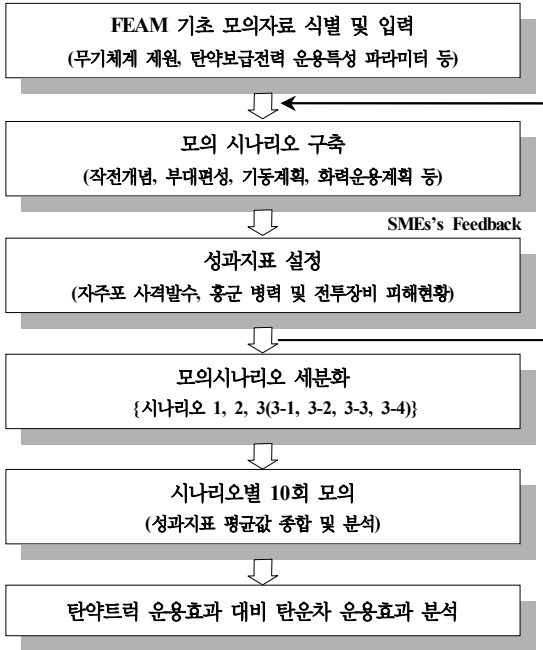 FEAM 기초 모의자료 식별 및 입력
(무기체계 제원, 탄약보급전력 운용특성 파라미터 등)
모의 시나리오 구축
(작전개념, 부대편성, 기동계획, 화력운용계획 등)
SMEs's Feedback
성과지표 설정
(자주포 사격발수, 홍군 병력 및 전투장비 피해현황)
모의시나리오 세분화
{시나리오 1, 2, 3(3-1, 3-2, 3-3, 3-4)}
시나리오별 10회 모의
(성과지표 평균값 종합 및 분석)
탄약트럭 운용효과 대비 탄운차 운용효과 분석